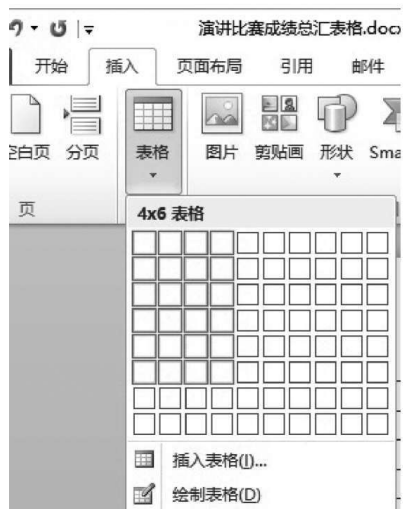 演讲比赛成绩总汇表格.docx
开始 插入 页面布局 引用 邮件
空白页 分页 表格 图片 剪贴画 形状 Sma
页
4x6 表格
插入表格(I)...
绘制表格(D)